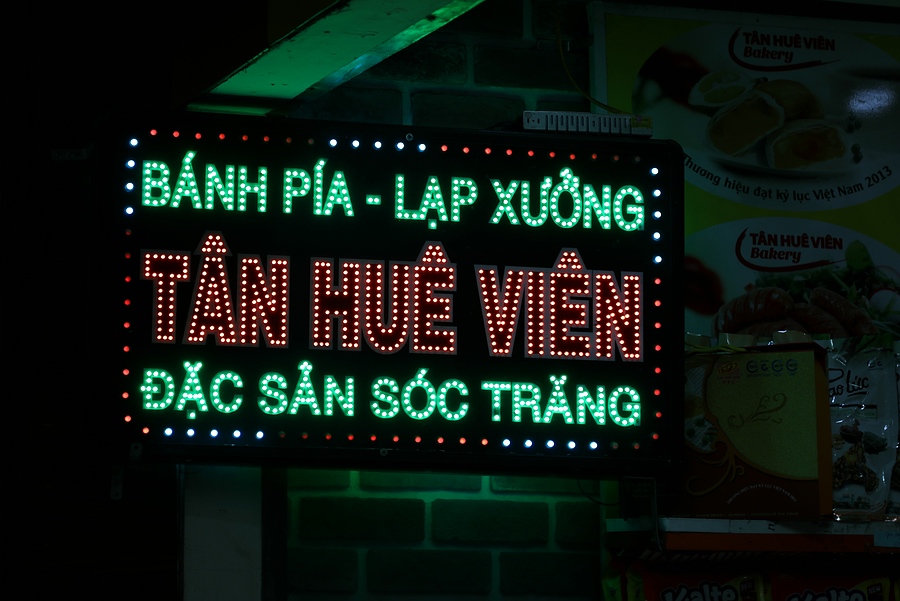 BÁNH PÍA - LẠP XƯỞNG
TÂN HUÊ VIÊN
ĐẶC SẢN SÓC TRĂNG
TÂN HUÊ VIÊN
Bakery
Thương hiệu đạt kỷ lục Việt Nam 2013
TÂN HUÊ VIÊN
Bakery